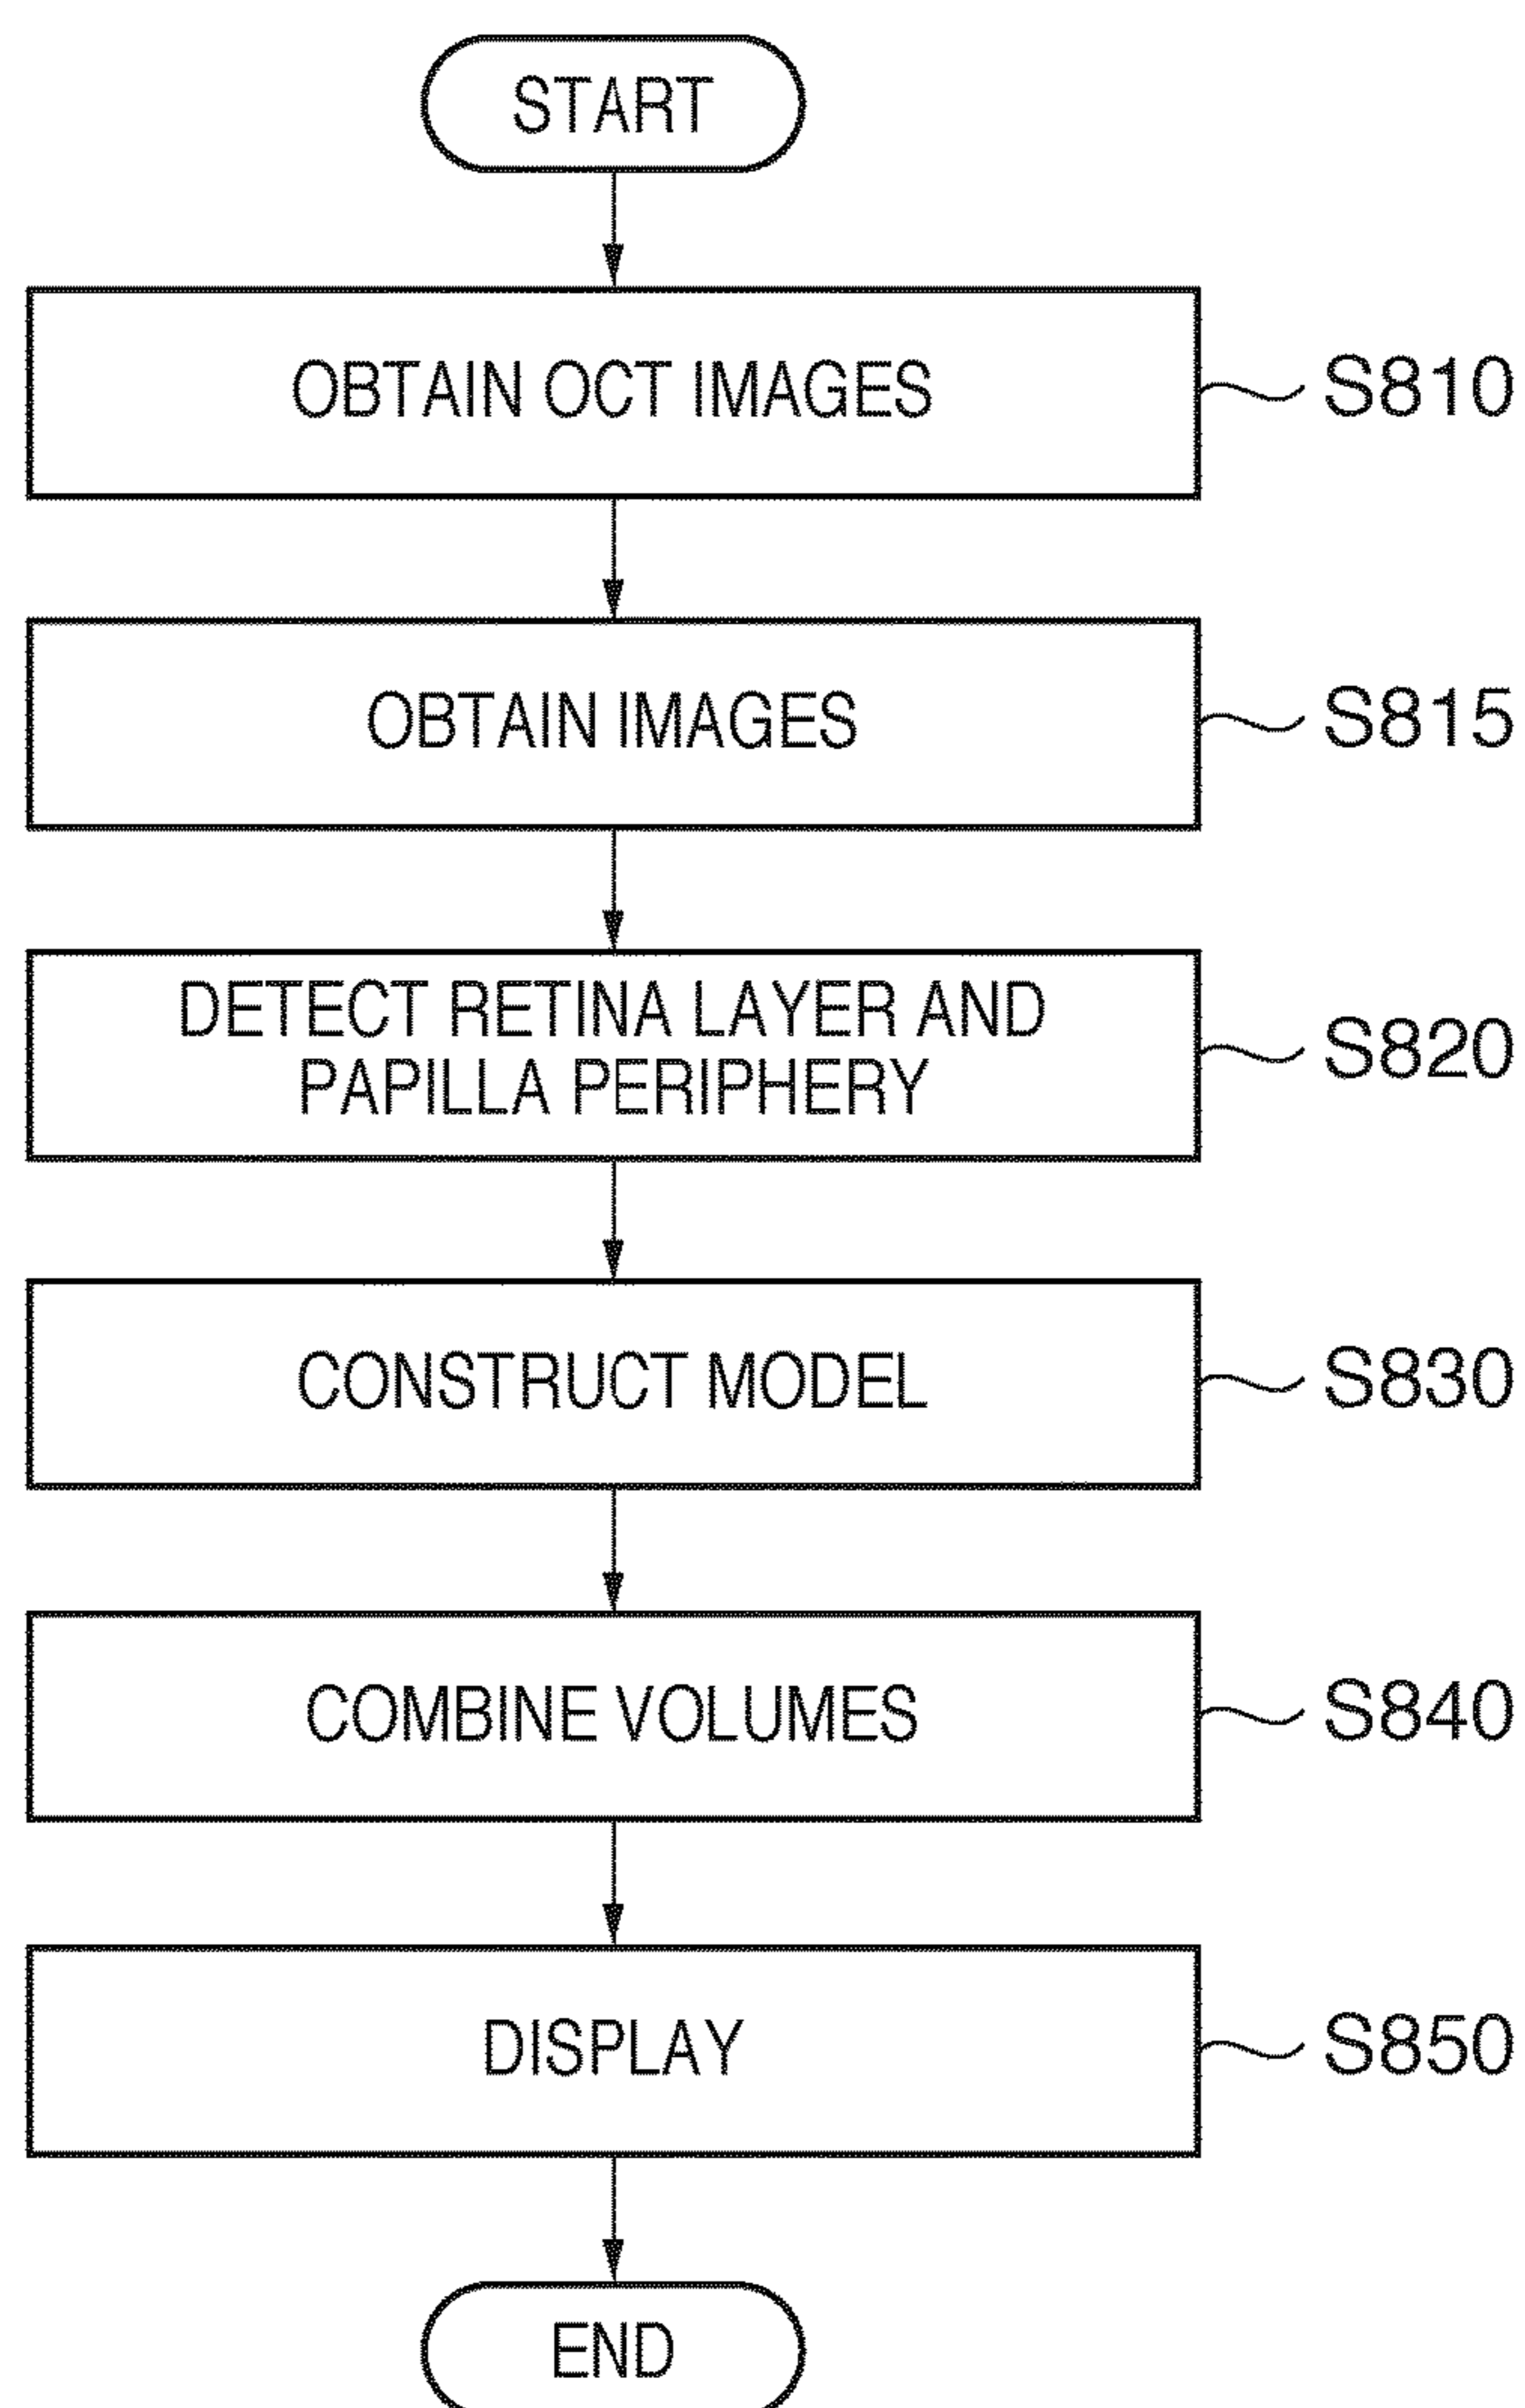 START
OBTAIN OCT IMAGES
S810
OBTAIN IMAGES
S815
DETECT RETINA LAYER AND
PAPILLA PERIPHERY
S820
CONSTRUCT MODEL
S830
COMBINE VOLUMES
S840
DISPLAY
S850
END